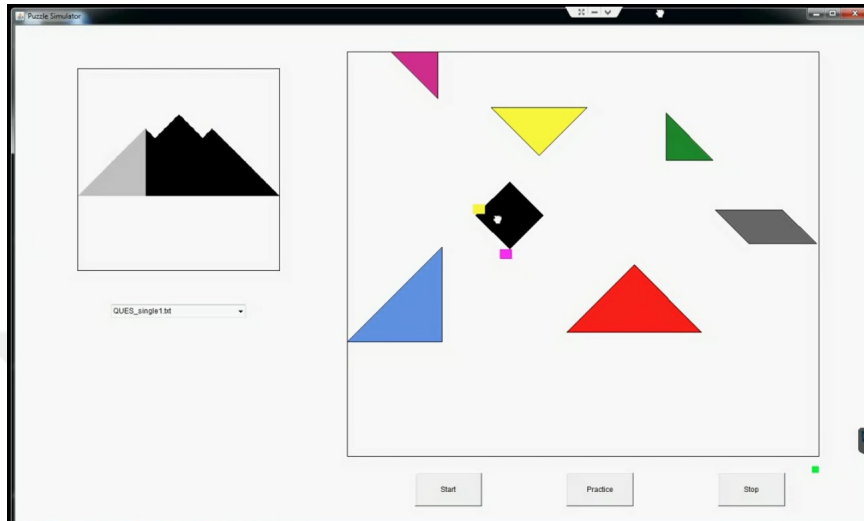 Puzzle Simulator
QUES_single1.txt
Start
Practice
Stop